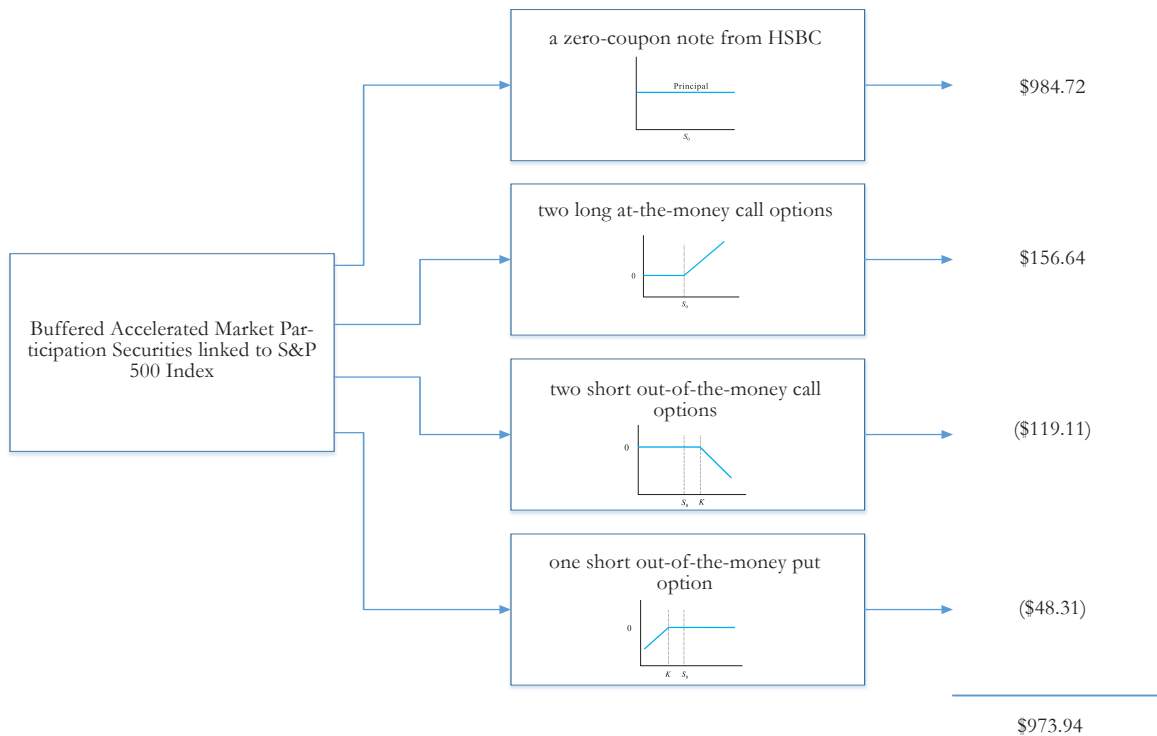 a zero-coupon note from HSBC
Principal
S₀
$984.72
two long at-the-money call options
0
S₀
$156.64
Buffered Accelerated Market Par-
ticipation Securities linked to S&P
500 Index
two short out-of-the-money call
options
0
S₀ K
($119.11)
one short out-of-the-money put
option
0
K S₀
($48.31)
$973.94